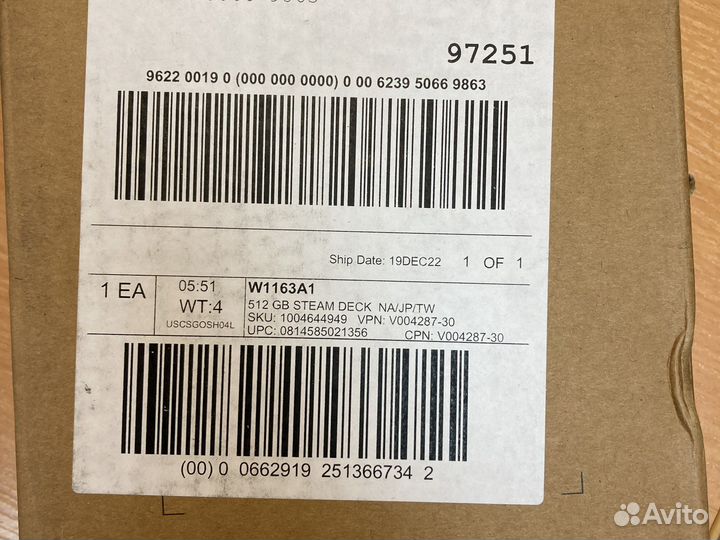 97251
9622 0019 0 (000 000 0000) 0 00 6239 5066 9863
Ship Date: 19DEC22 1 OF 1
1 EA
05:51
WT:4
USCSGOSH04L
W1163A1
512 GB STEAM DECK NA/JP/TW
SKU: 1004644949 VPN: V004287-30
UPC: 0814585021356 CPN: V004287-30
(00) 0 0662919 251366734 2
Avito